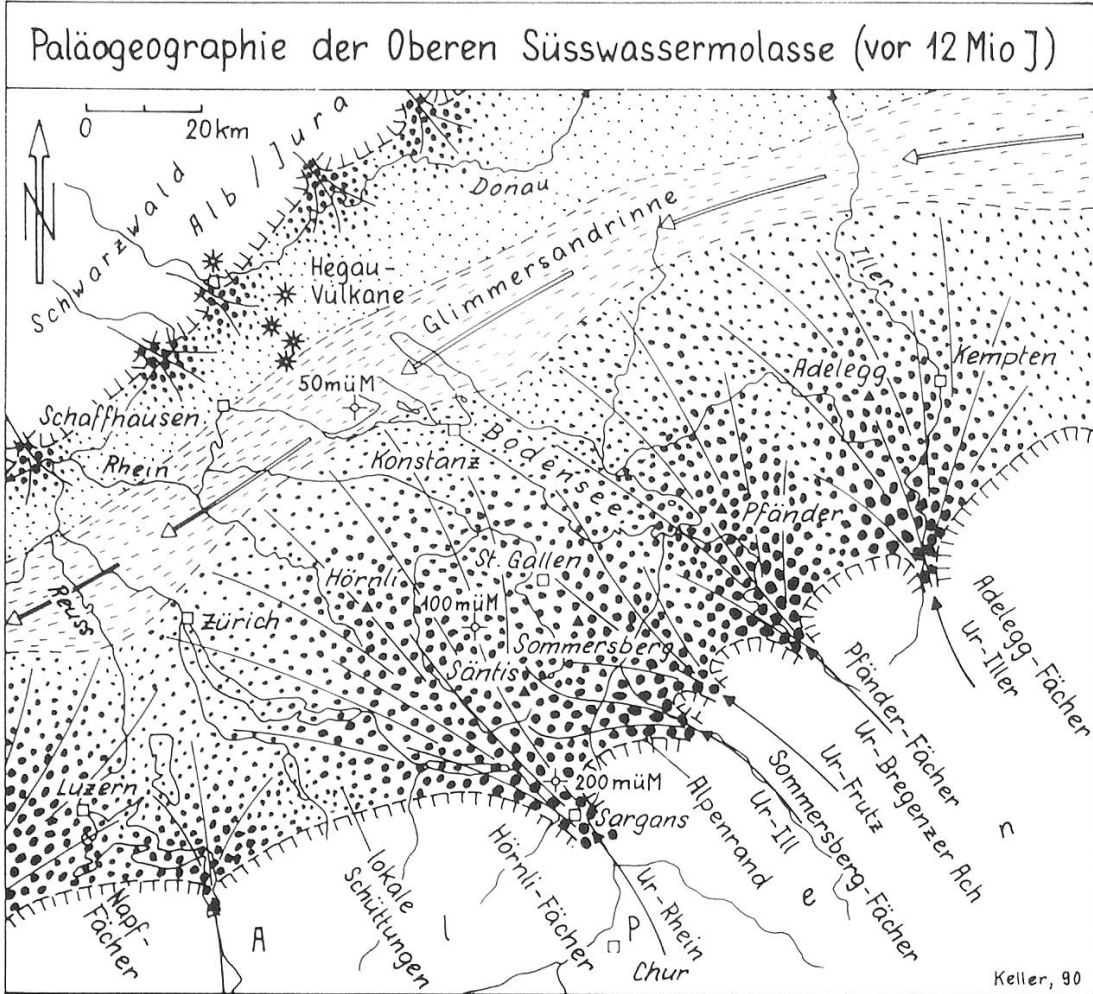 Paläogeographie der Oberen Süsswassermolasse (vor 12 Mio J)
0 20 km
N
Schwarzwald
Alb / Jura
Donau
Hegau-
Vulkane
Glimmersandrinne
Iller
Kempten
Adelegg
50müM
Schaffhausen
Rhein
Konstanz
Bodensee
Pfänder
St. Gallen
Hörnli
100müM
Reuss
Zürich
Sommersberg
Säntis
Adelegg-Fächer
Ur-Iller
Pfänder-Fächer
Ur-Bregenzer Ach
Ur-Frutz
Sommersberg-Fächer
Ur-Ill
Alpenrand
200müM
Sargans
Luzern
Napf-
Fächer
lokale
Schüttungen
Hörnli-Fächer
Ur-Rhein
Chur
A l p e n
Keller, 90